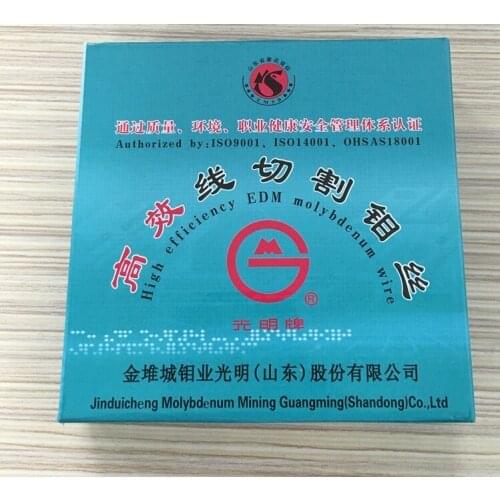 通过质量、环境、职业健康安全管理体系认证
Authorized by:ISO9001、ISO14001、OHSAS18001
高效线切割钼丝
High efficiency EDM molybdenum wire
®
光明牌
金堆城钼业光明(山东)股份有限公司
Jinduicheng Molybdenum Mining Guangming(Shandong)Co.,Ltd